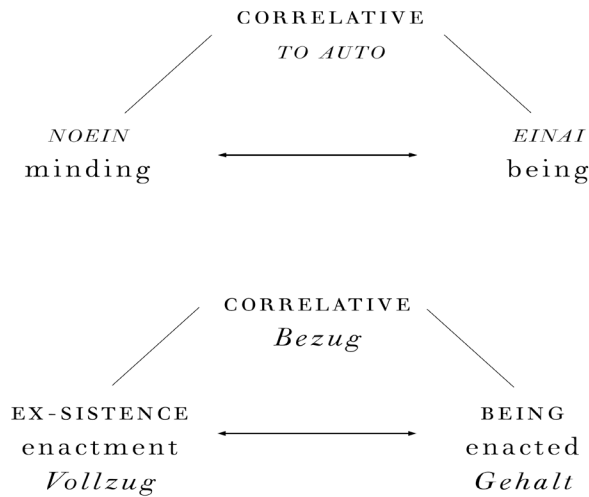 CORRELATIVE
TO AUTO
NOEIN
EINAI
minding
being
CORRELATIVE
Bezug
EX-SISTENCE
BEING
enactment
enacted
Vollzug
Gehalt